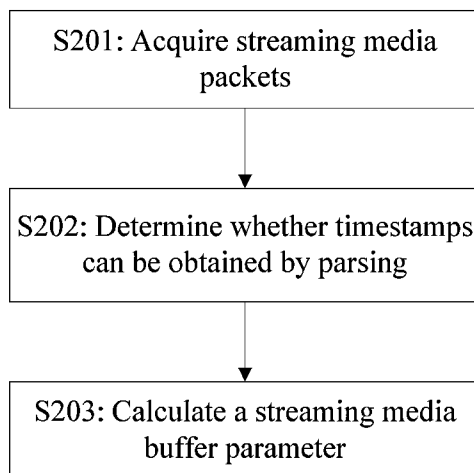 S201: Acquire streaming media
packets
S202: Determine whether timestamps
can be obtained by parsing
S203: Calculate a streaming media
buffer parameter